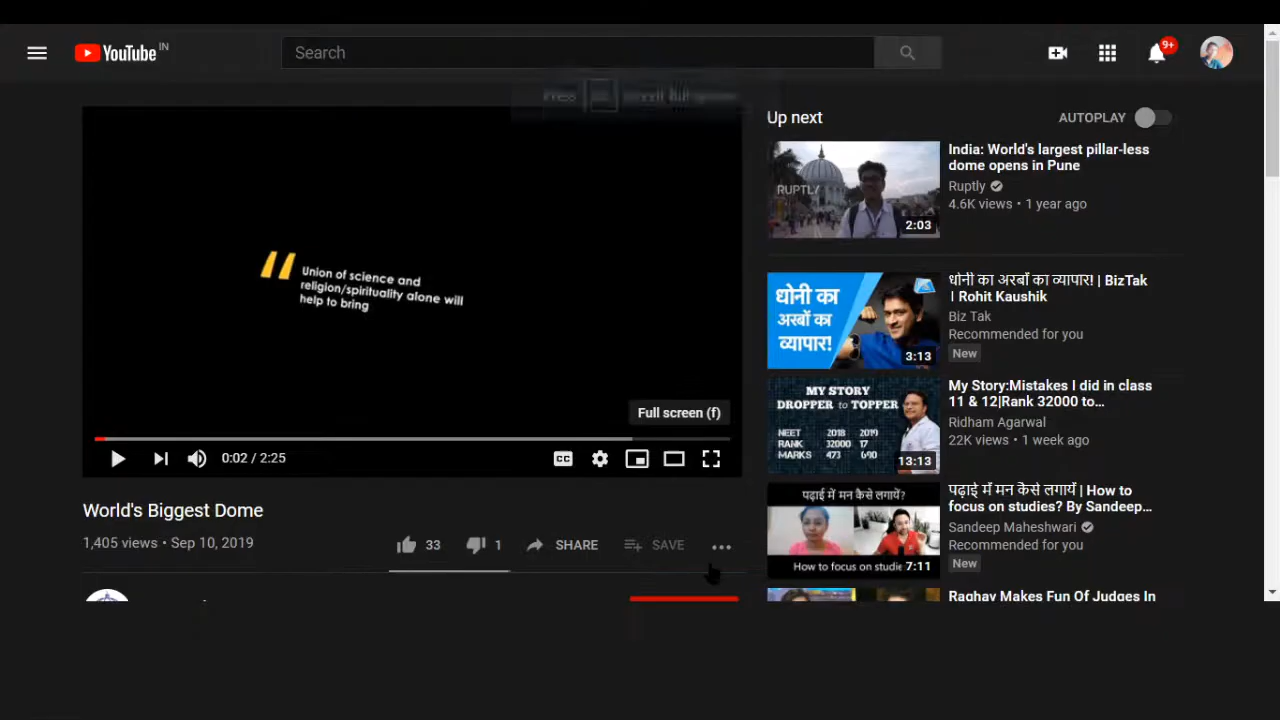 YouTube IN
Search
9+
Press
Union of science and
religion/spirituality alone will
help to bring
Full screen (f)
0:02 / 2:25
CC
World's Biggest Dome
1,405 views • Sep 10, 2019
33
1
SHARE
SAVE
Up next
AUTOPLAY
RUPTLY
2:03
India: World's largest pillar-less
dome opens in Pune
Ruptly
4.6K views • 1 year ago
धोनी का
अरबों का
व्यापार!
3:13
धोनी का अरबों का व्यापार! | BizTak
| Rohit Kaushik
Biz Tak
Recommended for you
New
MY STORY
DROPPER to TOPPER
NEET 2018 2019
RANK 32000 17
MARKS 473 690
13:13
My Story:Mistakes I did in class
11 & 12|Rank 32000 to...
Ridham Agarwal
22K views • 1 week ago
पढ़ाई में मन कैसे लगायें?
How to focus on studie
7:11
पढ़ाई में मन कैसे लगायें | How to
focus on studies? By Sandeep...
Sandeep Maheshwari
Recommended for you
New
Raghav Makes Fun Of Judges In